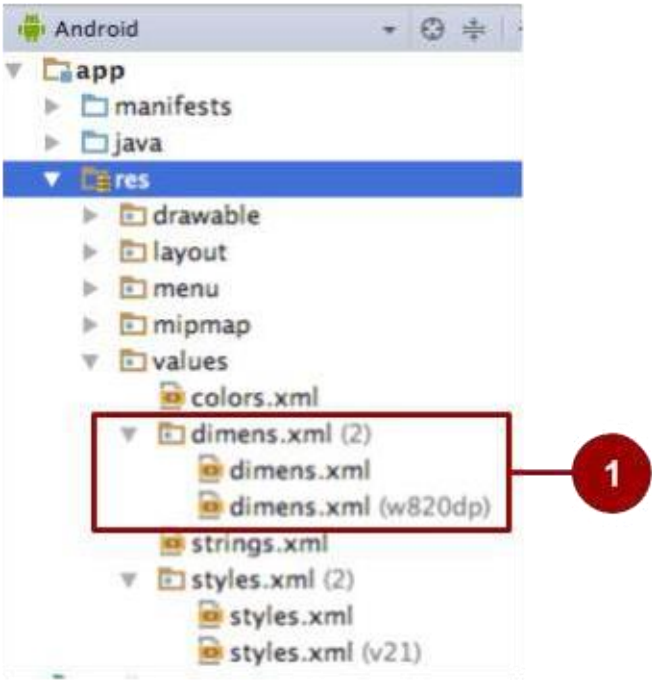 Android
app
manifests
java
res
drawable
layout
menu
mipmap
values
colors.xml
dimens.xml (2)
dimens.xml
dimens.xml (w820dp)
1
strings.xml
styles.xml (2)
styles.xml
styles.xml (v21)